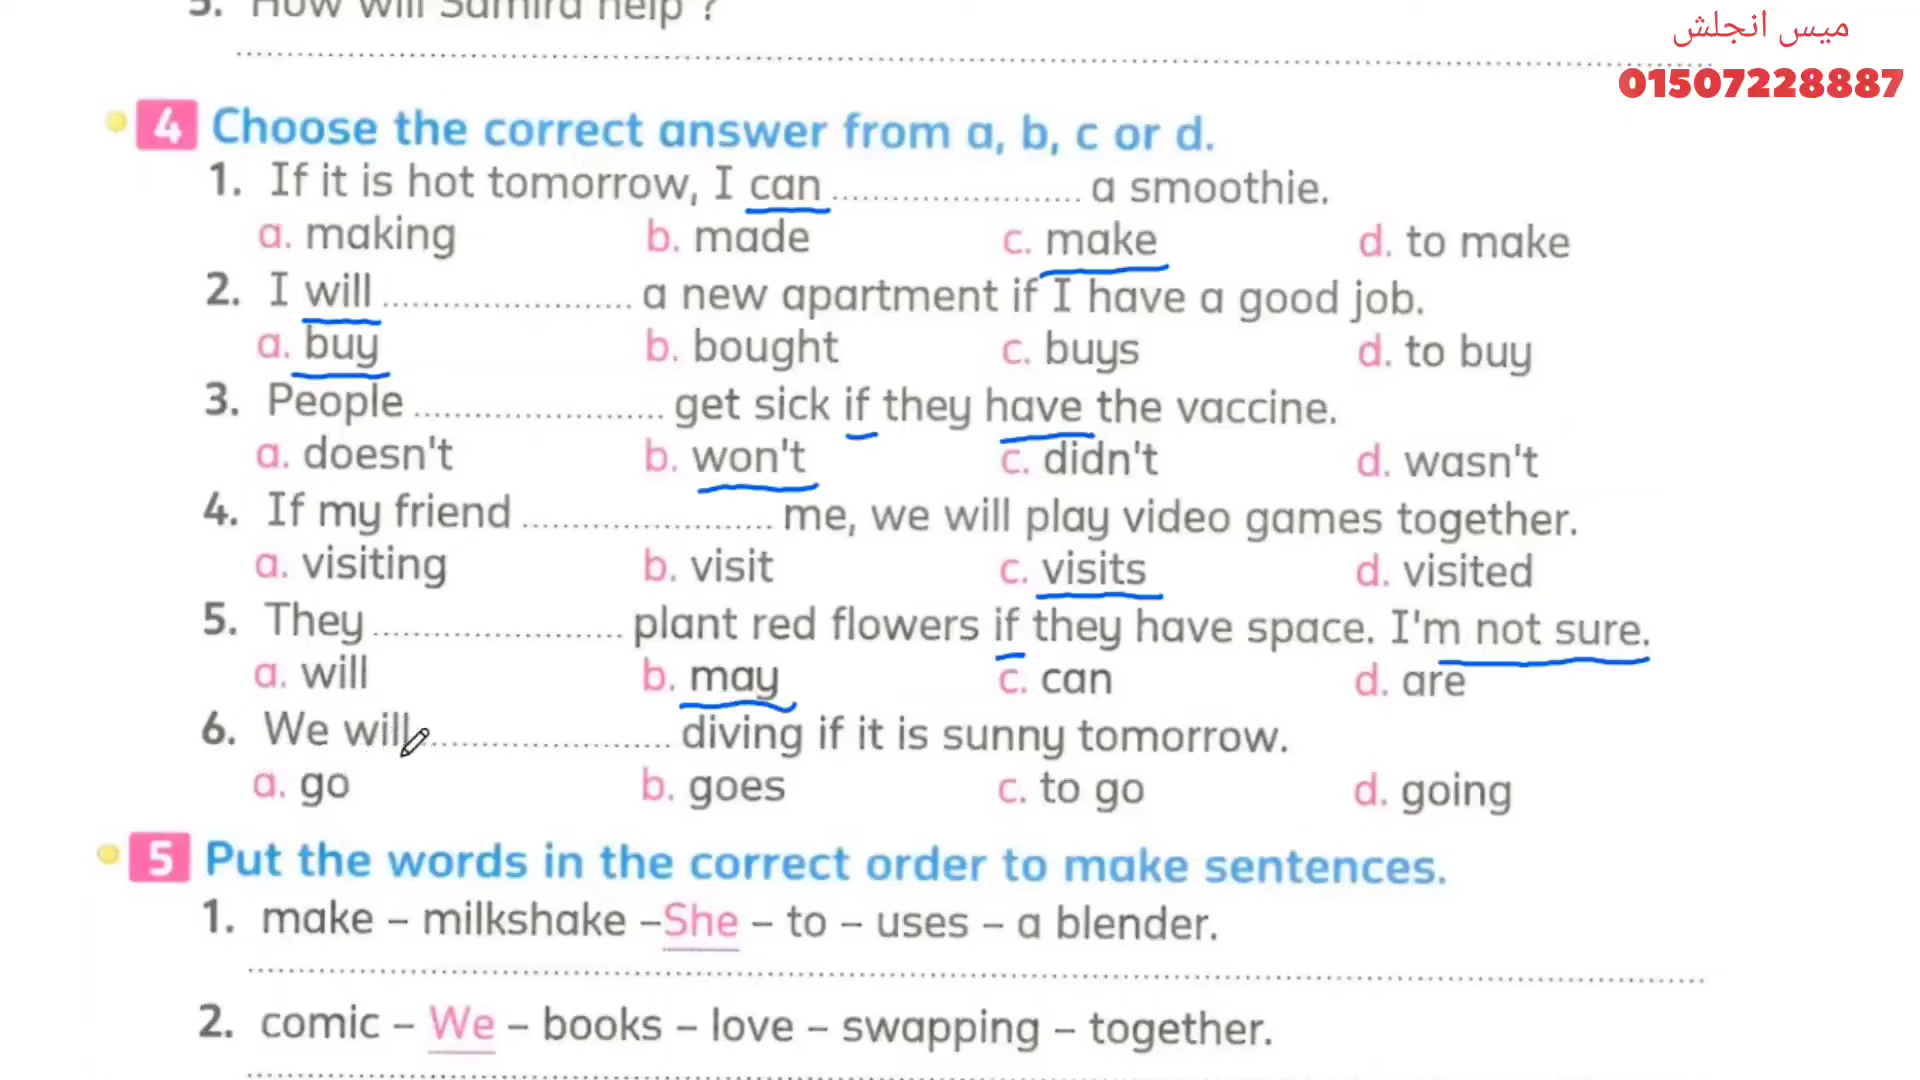 5. How will Samira help ?
ميس انجلش
01507228887
4 Choose the correct answer from a, b, c or d.
1. If it is hot tomorrow, I can ........................ a smoothie.
a. making b. made c. make d. to make
2. I will ........................ a new apartment if I have a good job.
a. buy b. bought c. buys d. to buy
3. People ........................ get sick if they have the vaccine.
a. doesn't b. won't c. didn't d. wasn't
4. If my friend ........................ me, we will play video games together.
a. visiting b. visit c. visits d. visited
5. They ........................ plant red flowers if they have space. I'm not sure.
a. will b. may c. can d. are
6. We will ........................ diving if it is sunny tomorrow.
a. go b. goes c. to go d. going
5 Put the words in the correct order to make sentences.
1. make – milkshake –She – to – uses – a blender.
2. comic – We – books – love – swapping – together.